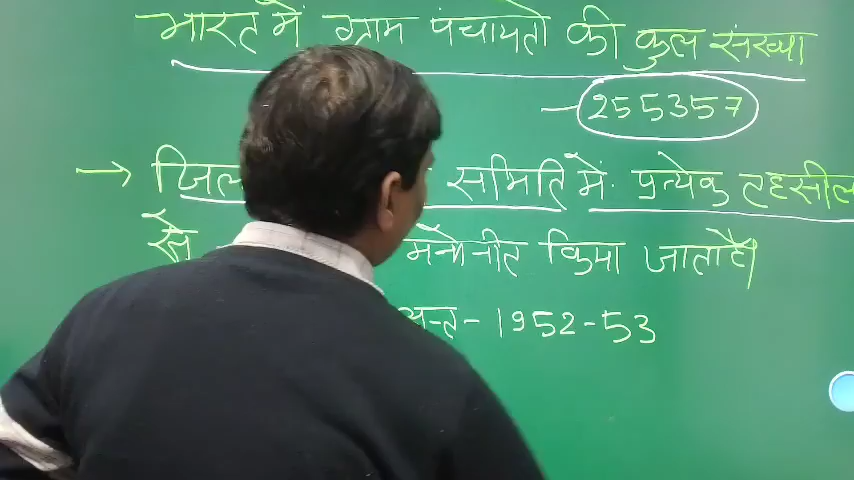 भारत में ग्राम पंचायतो की कुल संख्या
- 255357
→ समिति में प्रत्येक तहसील
से मनोनीत किया जाता है।
- 1952-53